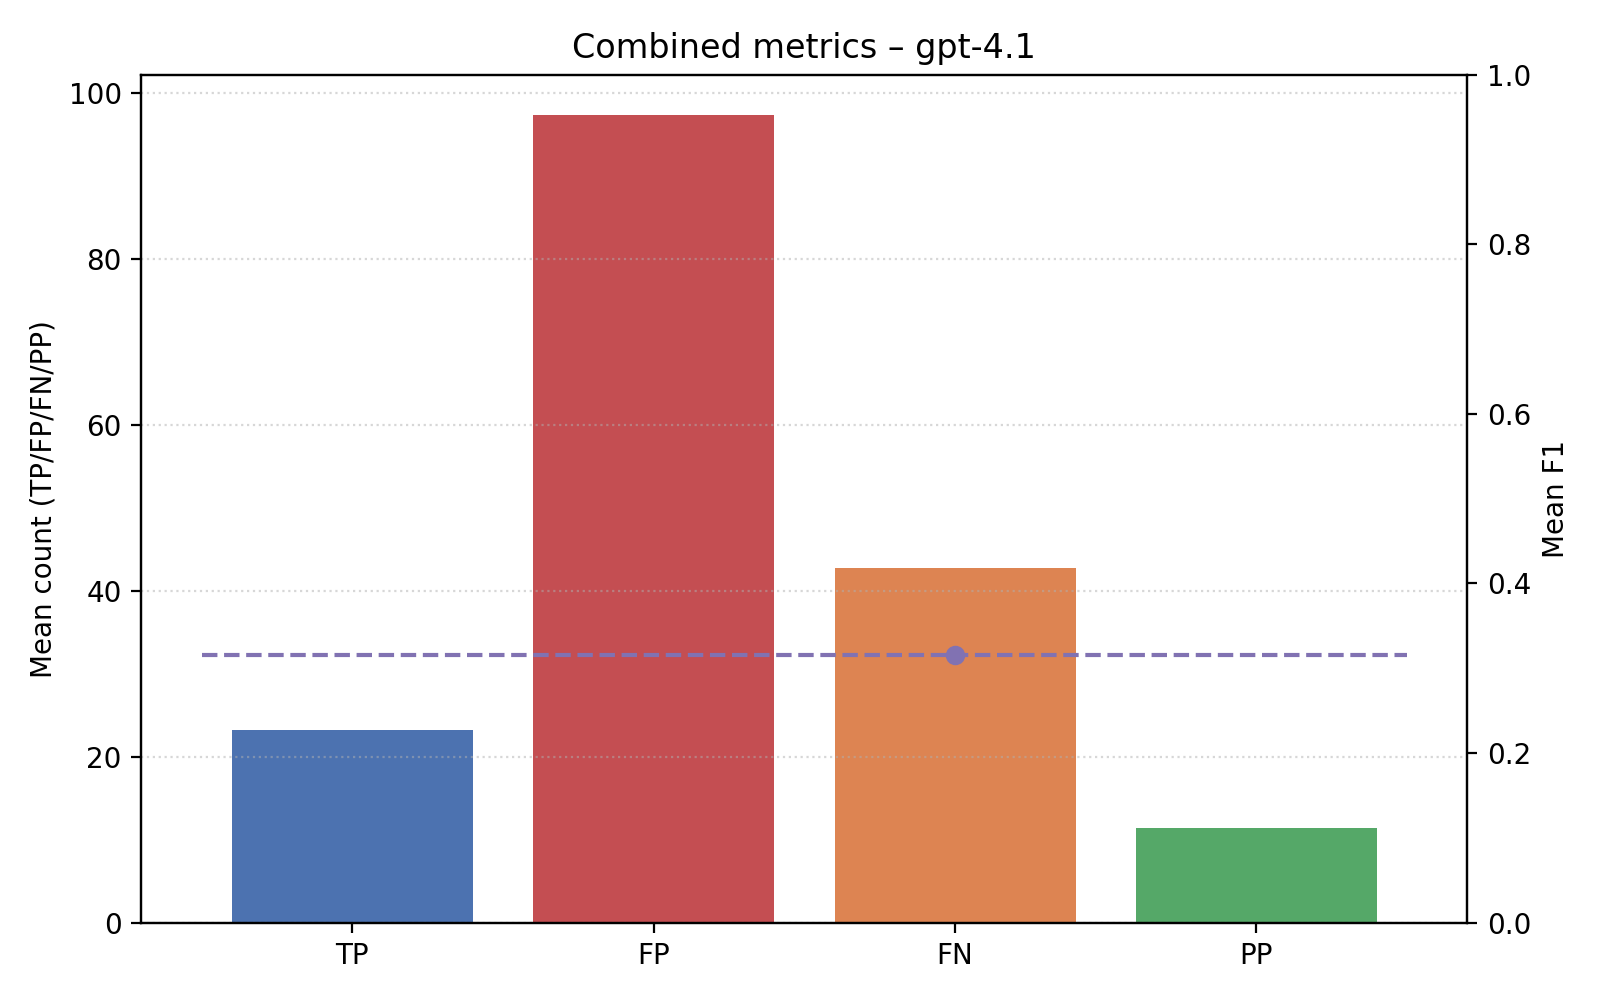 Combined metrics – gpt-4.1
Mean count (TP/FP/FN/PP)
100
80
60
40
20
0
TP
FP
FN
PP
1.0
0.8
0.6
0.4
0.2
0.0
Mean F1